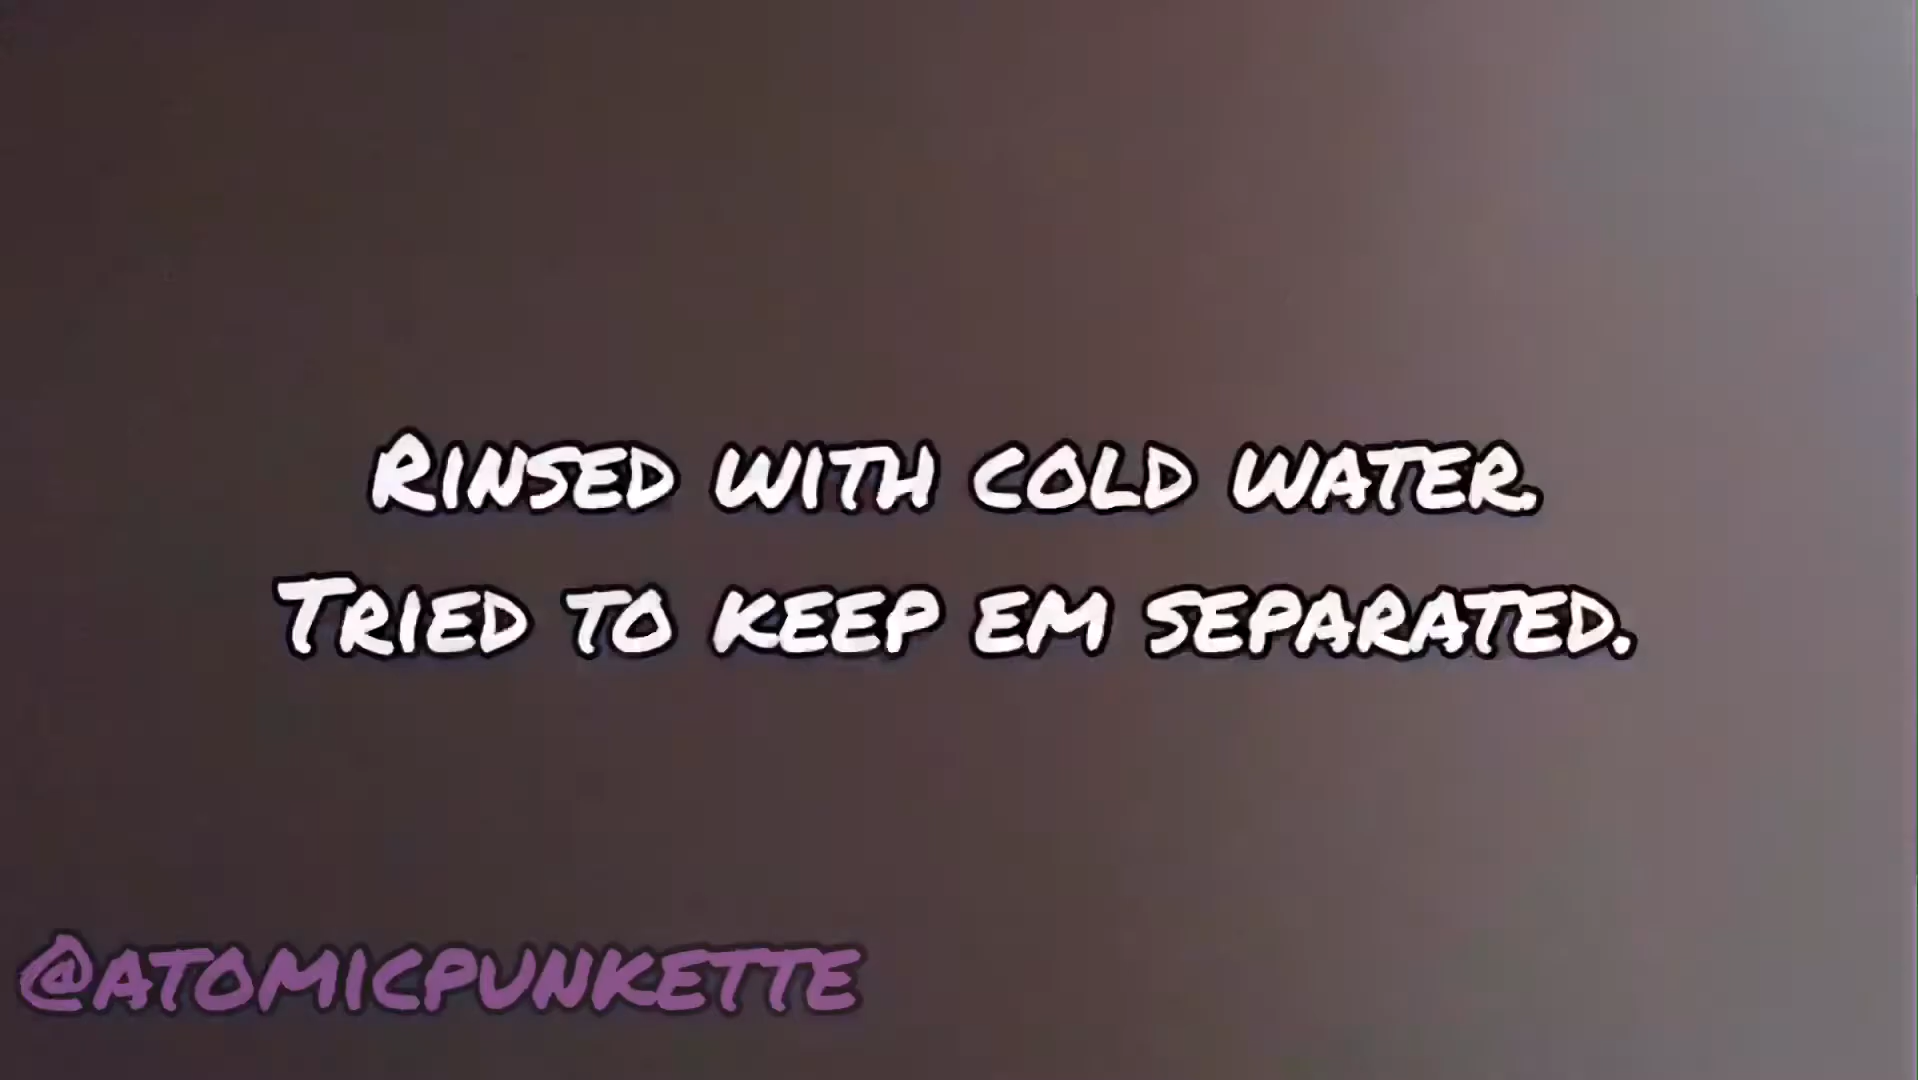 Rinsed with cold water.
Tried to keep em separated.
@atomicpunkette